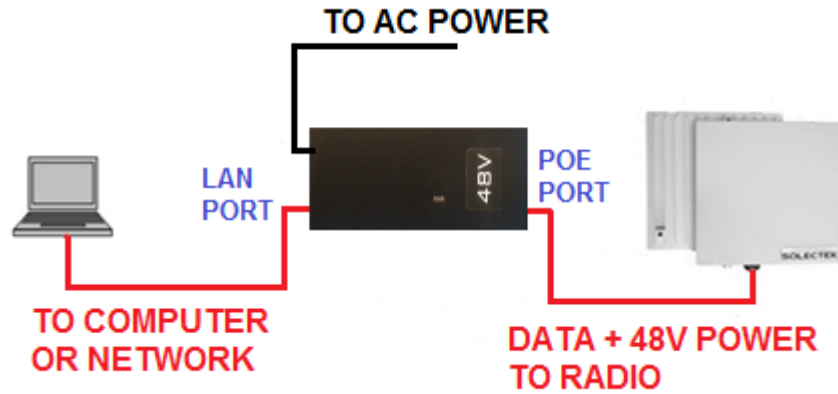 TO AC POWER
LAN
PORT
48V
POE
PORT
SOLECTEK
TO COMPUTER
OR NETWORK
DATA + 48V POWER
TO RADIO